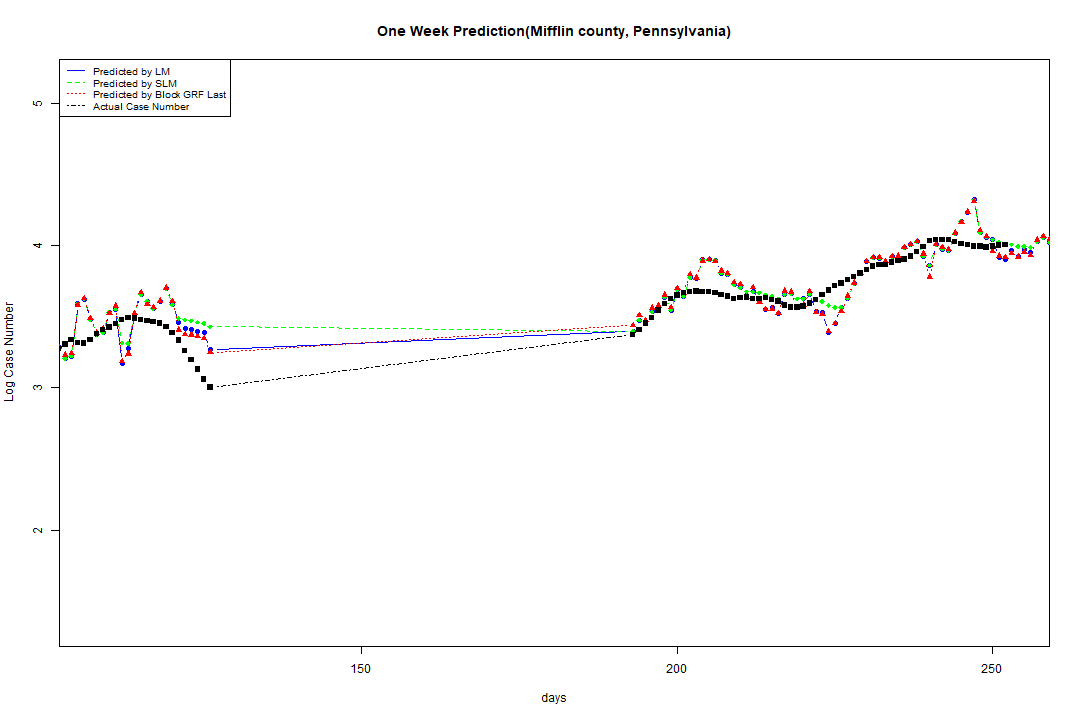 One Week Prediction(Mifflin county, Pennsylvania)
Predicted by LM
Predicted by SLM
Predicted by Block GRF Last
Actual Case Number
5
4
3
2
Log Case Number
150 200 250
days